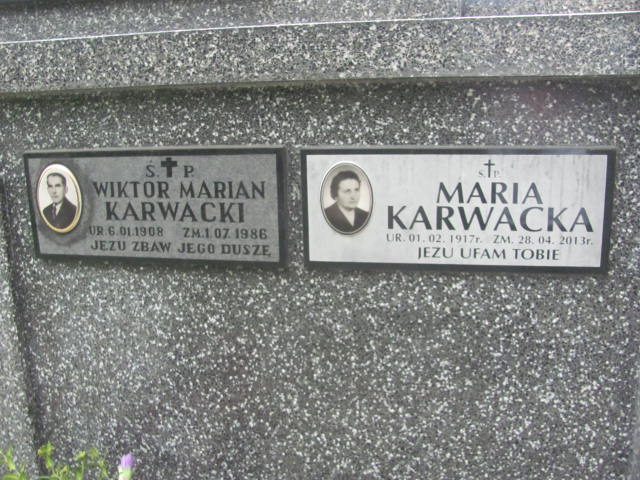 Ś. P.
WIKTOR MARIAN
KARWACKI
UR. 6.01.1908 ZM. 1.07.1986
JEZU ZBAW JEGO DUSZĘ
Ś. P.
MARIA
KARWACKA
UR. 01. 02. 1917r. ZM. 28. 04. 2013r.
JEZU UFAM TOBIE